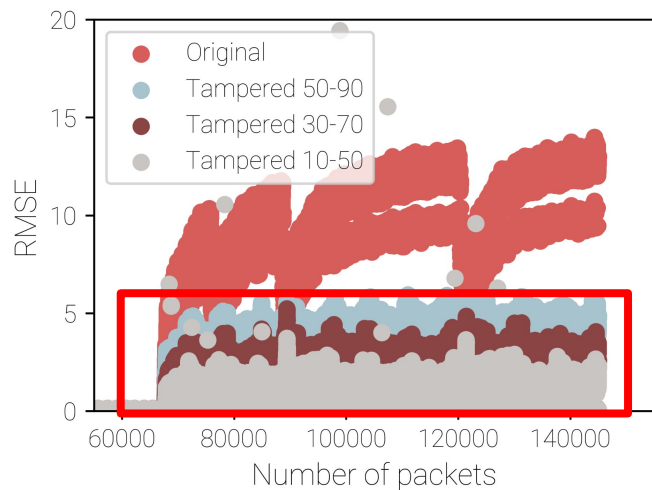 20
15
10
5
0
RMSE
Original
Tampered 50-90
Tampered 30-70
Tampered 10-50
60000 80000 100000 120000 140000
Number of packets